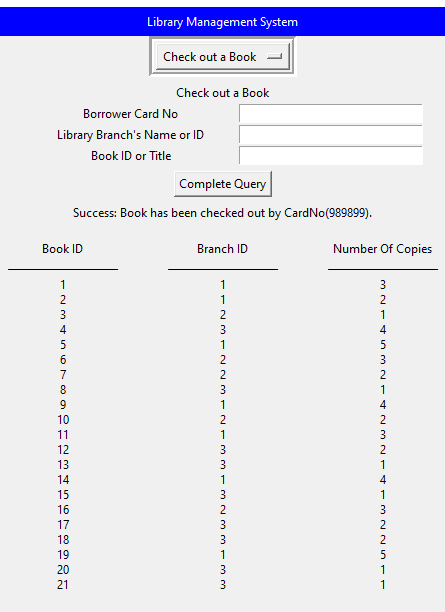 Library Management System
Check out a Book
Check out a Book
Borrower Card No
Library Branch's Name or ID
Book ID or Title
Complete Query
Success: Book has been checked out by CardNo(989899).
Book ID Branch ID Number Of Copies
1 1 3
2 1 2
3 2 1
4 3 4
5 1 5
6 2 3
7 2 2
8 3 1
9 1 4
10 2 2
11 1 3
12 3 2
13 3 1
14 1 4
15 3 1
16 2 3
17 3 2
18 3 2
19 1 5
20 3 1
21 3 1